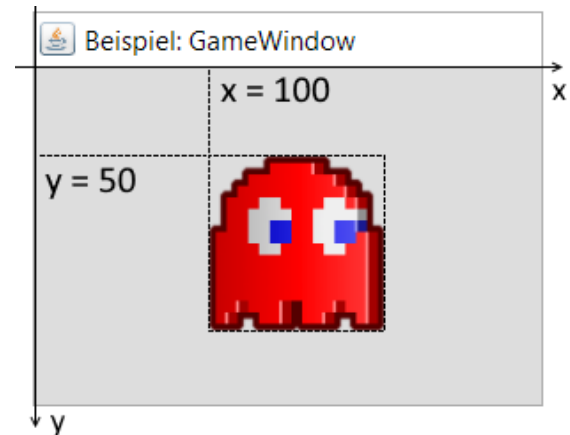 Beispiel: GameWindow
x = 100
x
y = 50
y